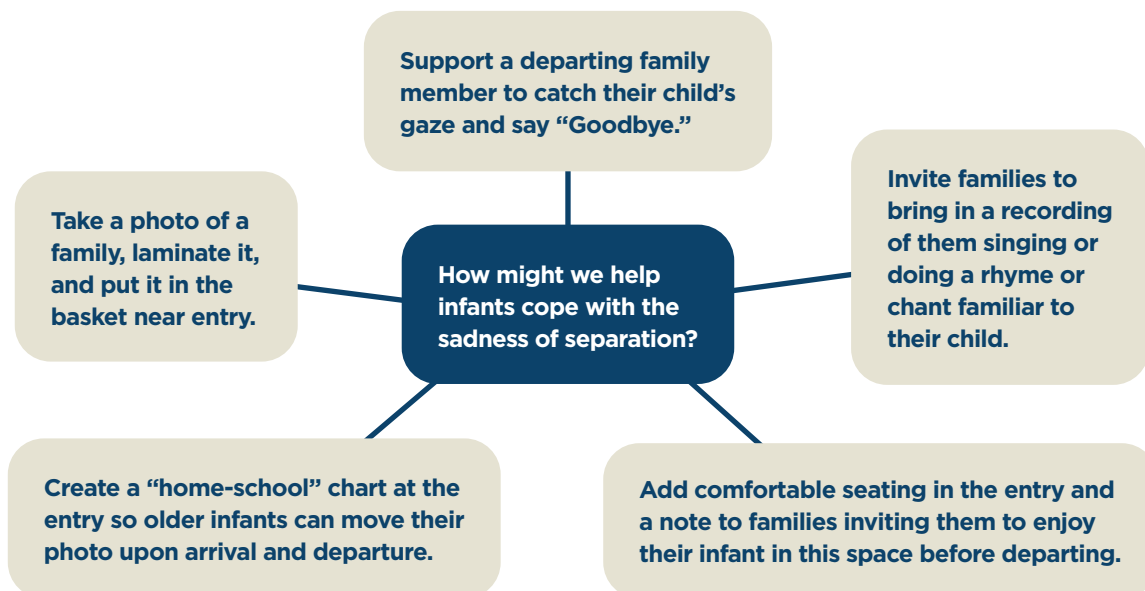 Support a departing family
member to catch their child’s
gaze and say “Goodbye.”
Take a photo of a
family, laminate it,
and put it in the
basket near entry.
How might we help
infants cope with the
sadness of separation?
Invite families to
bring in a recording
of them singing or
doing a rhyme or
chant familiar to
their child.
Create a “home-school” chart at the
entry so older infants can move their
photo upon arrival and departure.
Add comfortable seating in the entry and
a note to families inviting them to enjoy
their infant in this space before departing.